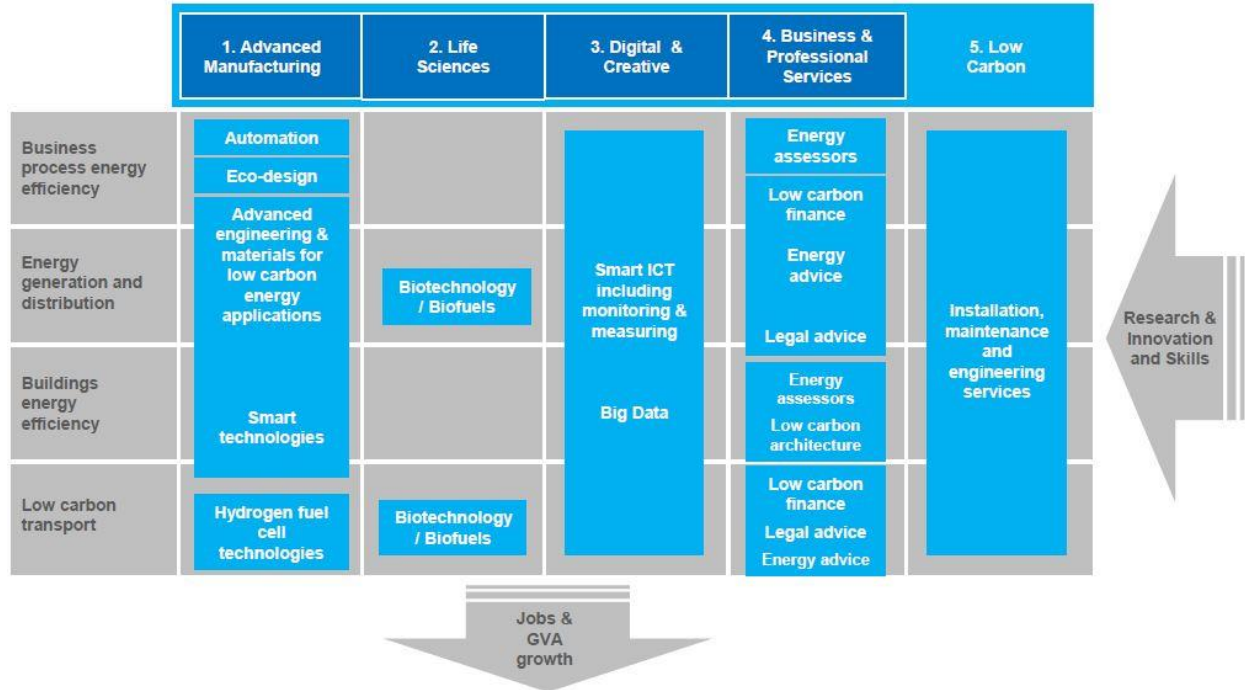 1. Advanced
Manufacturing
2. Life
Sciences
3. Digital &
Creative
4. Business &
Professional
Services
5. Low
Carbon
Business
process energy
efficiency
Automation
Eco-design
Advanced
engineering &
materials for
low carbon
energy
applications
Smart
technologies
Energy
assessors
Low carbon
finance
Energy
advice
Legal advice
Energy
generation and
distribution
Biotechnology
/ Biofuels
Smart ICT
including
monitoring &
measuring
Big Data
Installation,
maintenance
and
engineering
services
Buildings
energy
efficiency
Energy
assessors
Low carbon
architecture
Low carbon
transport
Hydrogen fuel
cell
technologies
Biotechnology
/ Biofuels
Low carbon
finance
Legal advice
Energy advice
Research &
Innovation
and Skills
Jobs &
GVA
growth